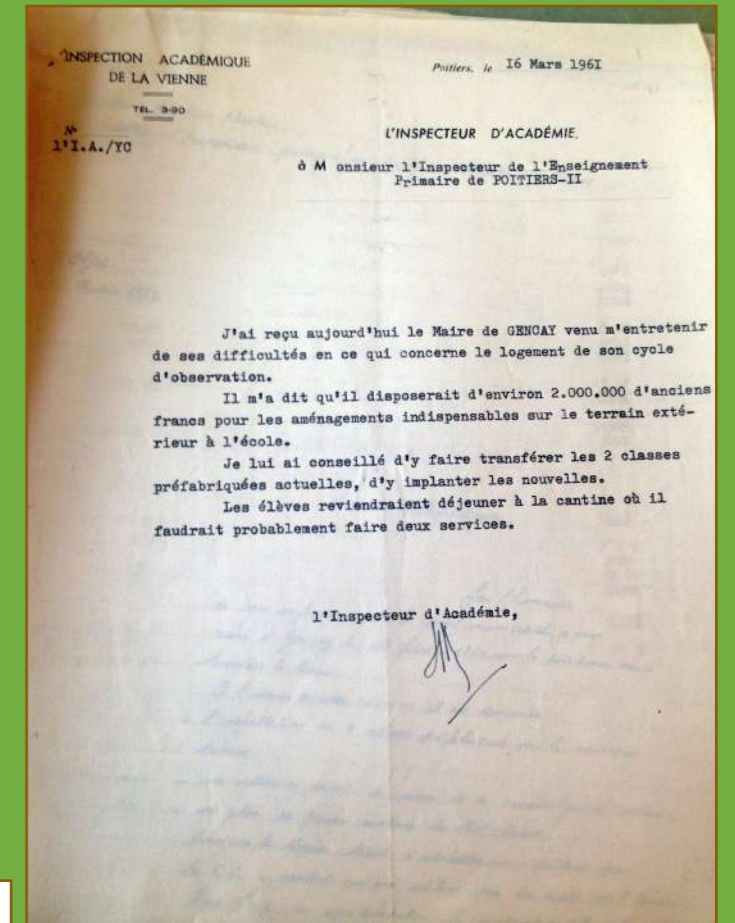 INSPECTION ACADÉMIQUE
DE LA VIENNE
TÉL. 3-90
N°
l'I.A./YC
Poitiers, le 16 Mars 196I
L'INSPECTEUR D'ACADÉMIE,
à M onsieur l'Inspecteur de l'Enseignement
Primaire de POITIERS-II
J'ai reçu aujourd'hui le Maire de GENCAY venu m'entretenir
de ses difficultés en ce qui concerne le logement de son cycle
d'observation.
Il m'a dit qu'il disposerait d'environ 2.000.000 d'anciens
francs pour les aménagements indispensables sur le terrain exté-
rieur à l'école.
Je lui ai conseillé d'y faire transférer les 2 classes
préfabriquées actuelles, d'y implanter les nouvelles.
Les élèves reviendraient déjeuner à la cantine où il
faudrait probablement faire deux services.
l'Inspecteur d'Académie,